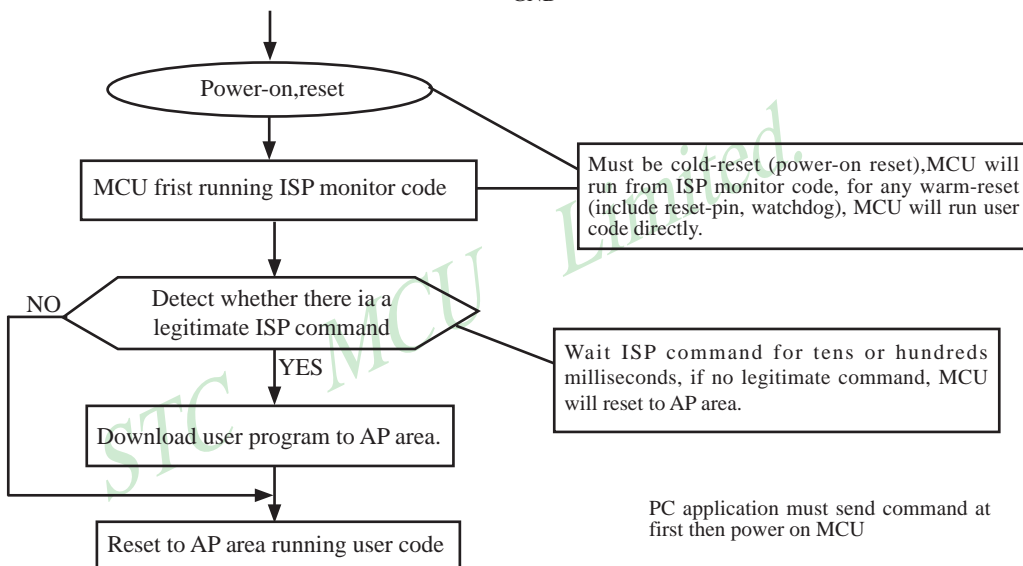 Power-on,reset
MCU frist running ISP monitor code
Must be cold-reset (power-on reset),MCU will
run from ISP monitor code, for any warm-reset
(include reset-pin, watchdog), MCU will run user
code directly.
NO
Detect whether there ia a
legitimate ISP command
YES
Wait ISP command for tens or hundreds
milliseconds, if no legitimate command, MCU
will reset to AP area.
Download user program to AP area.
Reset to AP area running user code
PC application must send command at
first then power on MCU
STC MCU Limited.